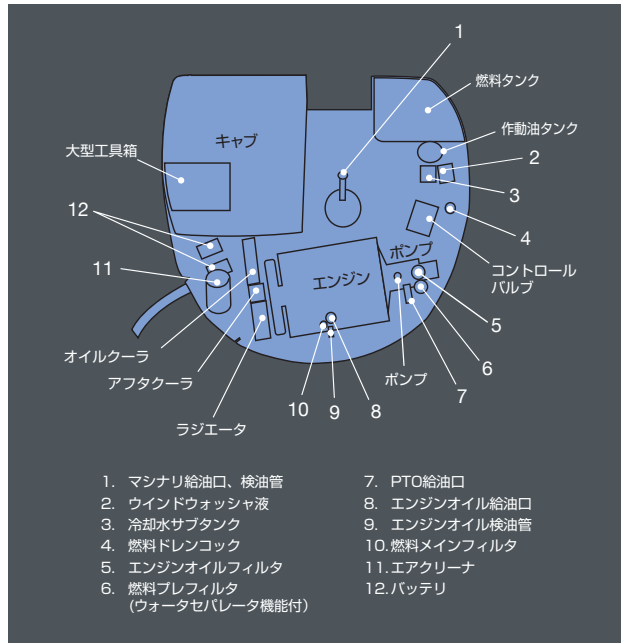 1
燃料タンク
キャブ
作動油タンク
大型工具箱
2
3
12
4
ポンプ
11
コントロール
バルブ
エンジン
5
オイルクーラ
6
アフタクーラ
ポンプ
7
10
9
8
ラジエータ
1. マシナリ給油口、検油管
2. ウインドウォッシャ液
3. 冷却水サブタンク
4. 燃料ドレンコック
5. エンジンオイルフィルタ
6. 燃料プレフィルタ
(ウォータセパレータ機能付)
7. PTO給油口
8. エンジンオイル給油口
9. エンジンオイル検油管
10.燃料メインフィルタ
11.エアクリーナ
12.バッテリ